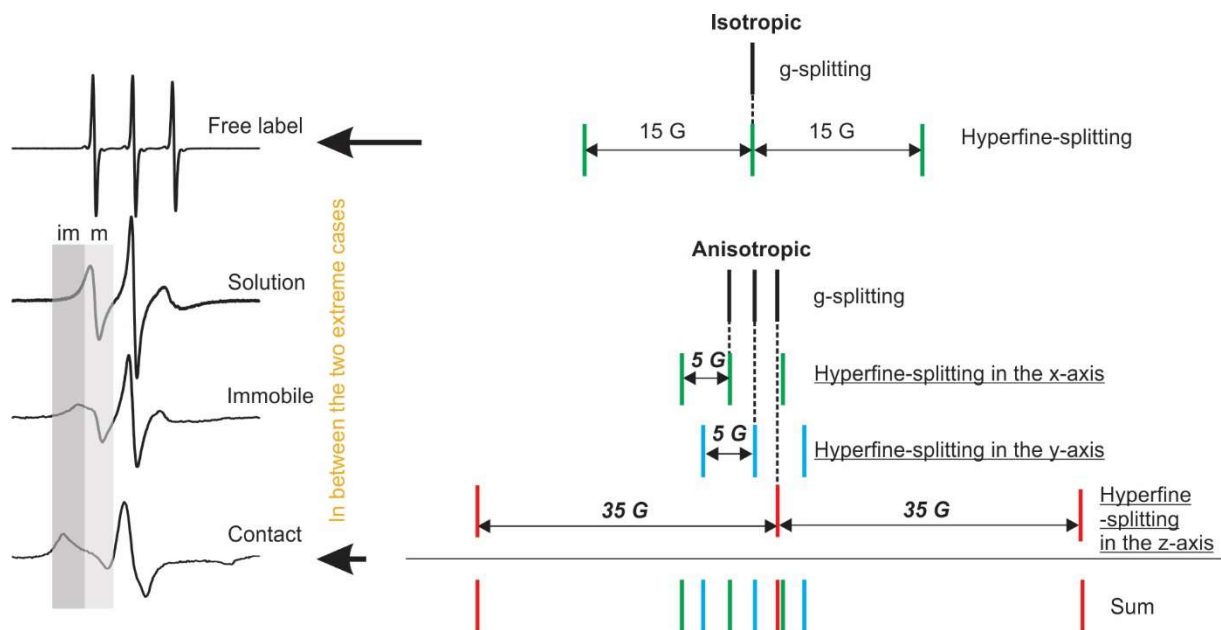 Isotropic
g-splitting
Free label
15 G
15 G
Hyperfine-splitting
im
m
Solution
Immobile
Contact
In between the two extreme cases
Anisotropic
g-splitting
5 G
Hyperfine-splitting in the x-axis
5 G
Hyperfine-splitting in the y-axis
35 G
35 G
Hyperfine
-splitting
in the z-axis
Sum